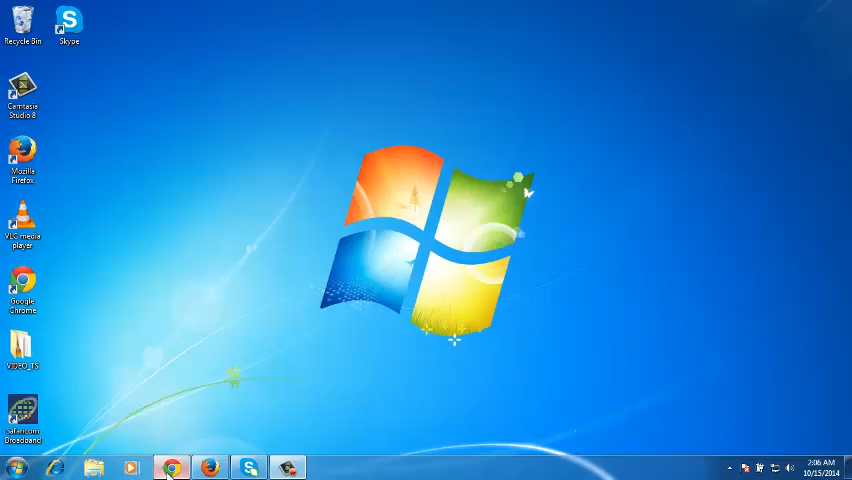 Recycle Bin
Skype
Camtasia
Studio 8
Mozilla
Firefox
VLC media
player
Google
Chrome
VIDEO_TS
Safaricom
Broadband
2:06 AM
10/15/2014